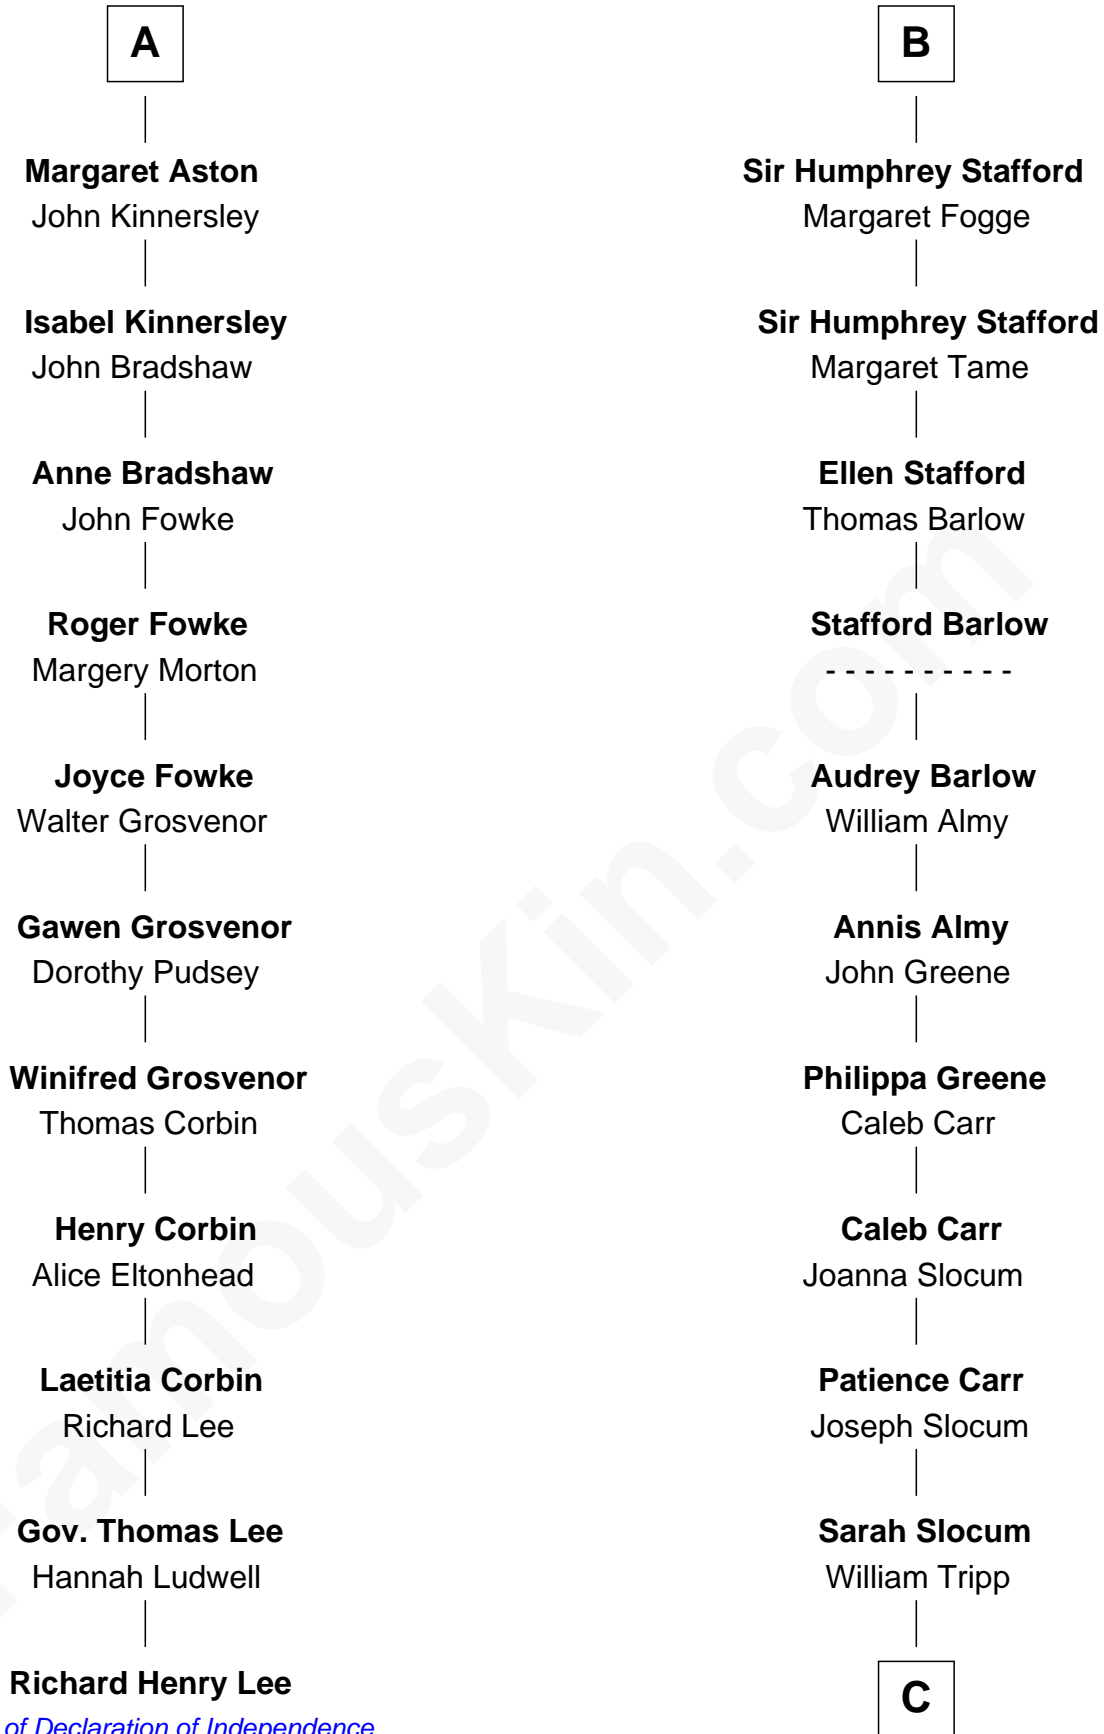 A
Margaret Aston
John Kinnersley
Isabel Kinnersley
John Bradshaw
Anne Bradshaw
John Fowke
Roger Fowke
Margery Morton
Joyce Fowke
Walter Grosvenor
Gawen Grosvenor
Dorothy Pudsey
Winifred Grosvenor
Thomas Corbin
Henry Corbin
Alice Eltonhead
Laetitia Corbin
Richard Lee
Gov. Thomas Lee
Hannah Ludwell
Richard Henry Lee
of Declaration of Independence
B
Sir Humphrey Stafford
Margaret Fogge
Sir Humphrey Stafford
Margaret Tame
Ellen Stafford
Thomas Barlow
Stafford Barlow
- - - - - - - - - -
Audrey Barlow
William Almy
Annis Almy
John Greene
Philippa Greene
Caleb Carr
Caleb Carr
Joanna Slocum
Patience Carr
Joseph Slocum
Sarah Slocum
William Tripp
C
FamousKin.com